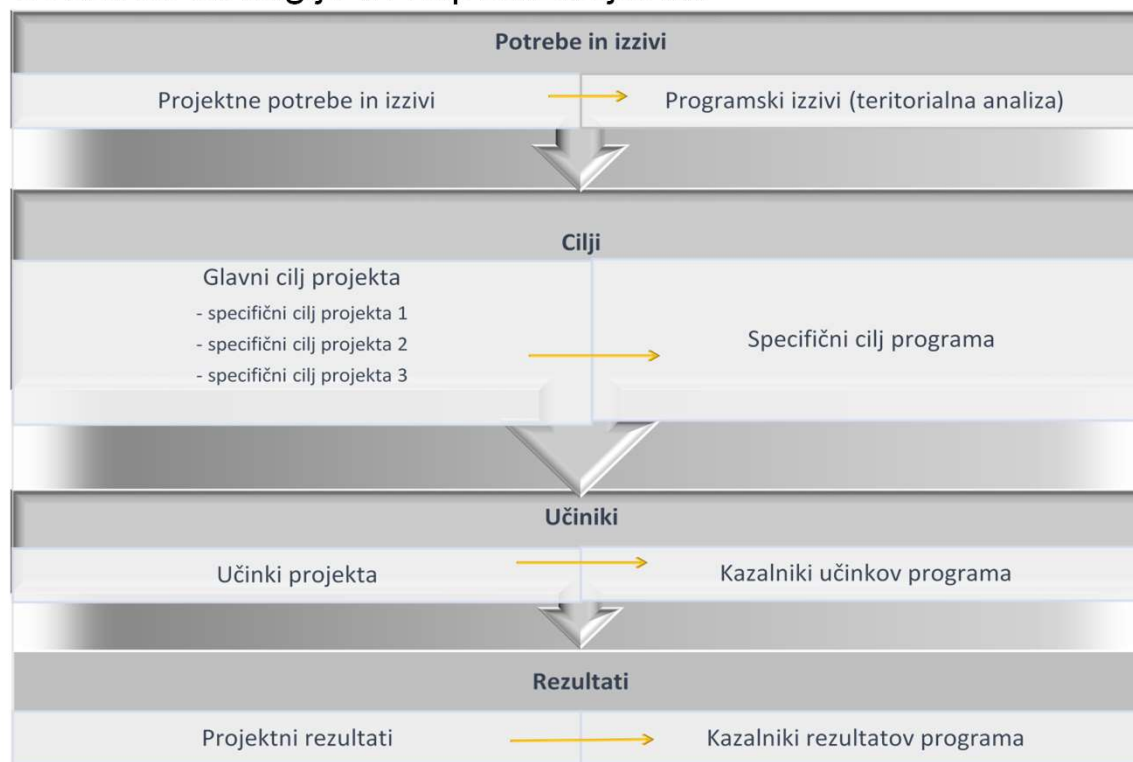 Potrebe in izzivi
Projektne potrebe in izzivi
Programski izzivi (teritorialna analiza)
Cilji
Glavni cilj projekta
- specifični cilj projekta 1
- specifični cilj projekta 2
- specifični cilj projekta 3
Specifični cilj programa
Učiniki
Učinki projekta
Kazalniki učinkov programa
Rezultati
Projektni rezultati
Kazalniki rezultatov programa